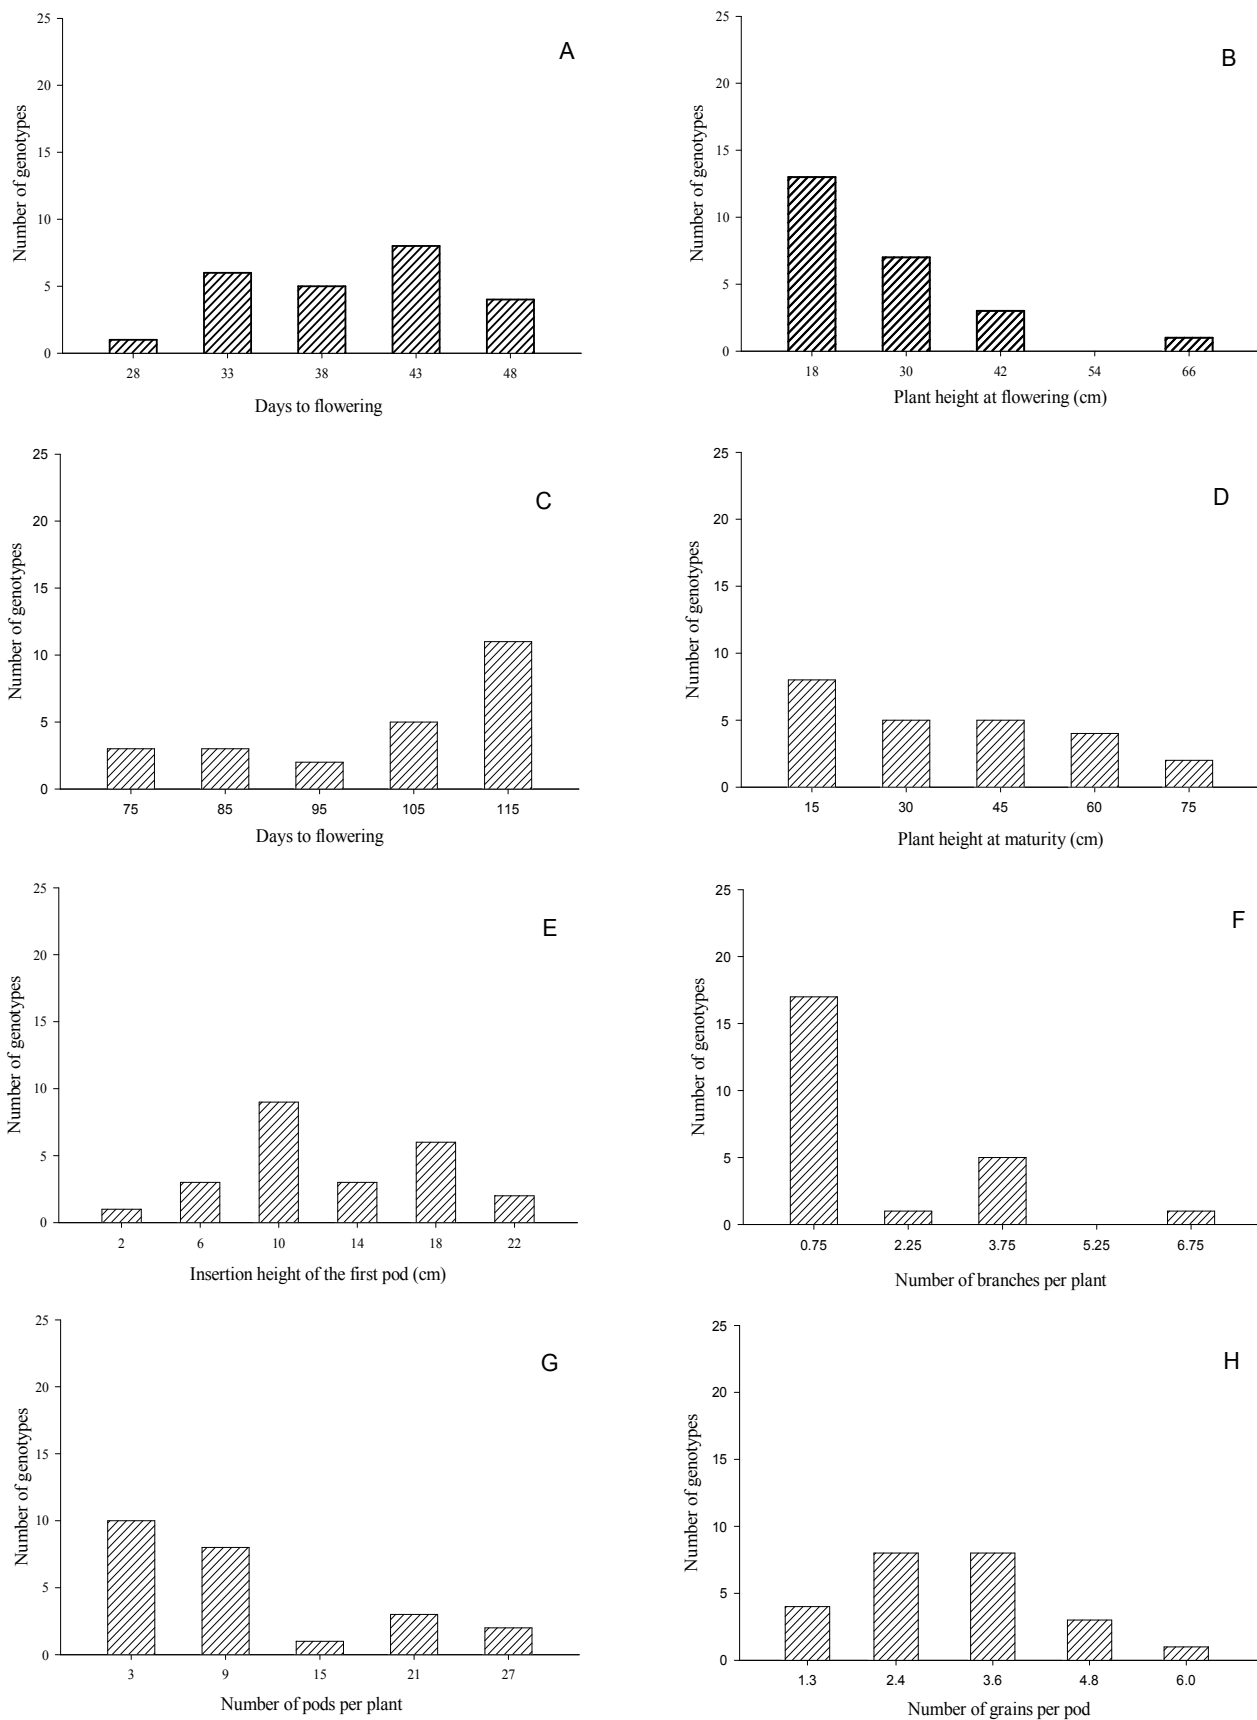 A
Number of genotypes
25
20
15
10
5
0
28 33 38 43 48
Days to flowering
B
Number of genotypes
25
20
15
10
5
0
18 30 42 54 66
Plant height at flowering (cm)
C
Number of genotypes
25
20
15
10
5
0
75 85 95 105 115
Days to flowering
D
Number of genotypes
25
20
15
10
5
0
15 30 45 60 75
Plant height at maturity (cm)
E
Number of genotypes
25
20
15
10
5
0
2 6 10 14 18 22
Insertion height of the first pod (cm)
F
Number of genotypes
25
20
15
10
5
0
0.75 2.25 3.75 5.25 6.75
Number of branches per plant
G
Number of genotypes
25
20
15
10
5
0
3 9 15 21 27
Number of pods per plant
H
Number of genotypes
25
20
15
10
5
0
1.3 2.4 3.6 4.8 6.0
Number of grains per pod